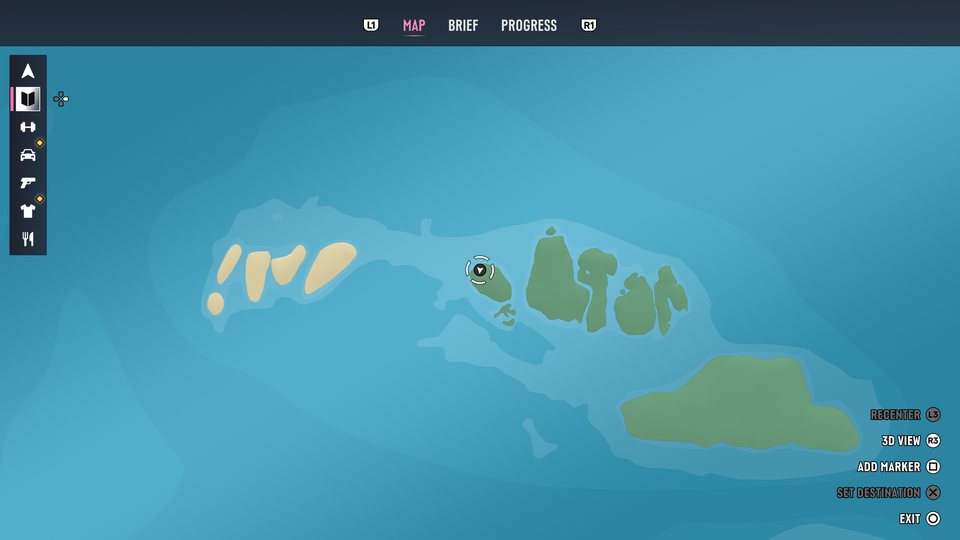 L1 MAP BRIEF PROGRESS R1
RECENTER L3
3D VIEW R3
ADD MARKER
SET DESTINATION
EXIT